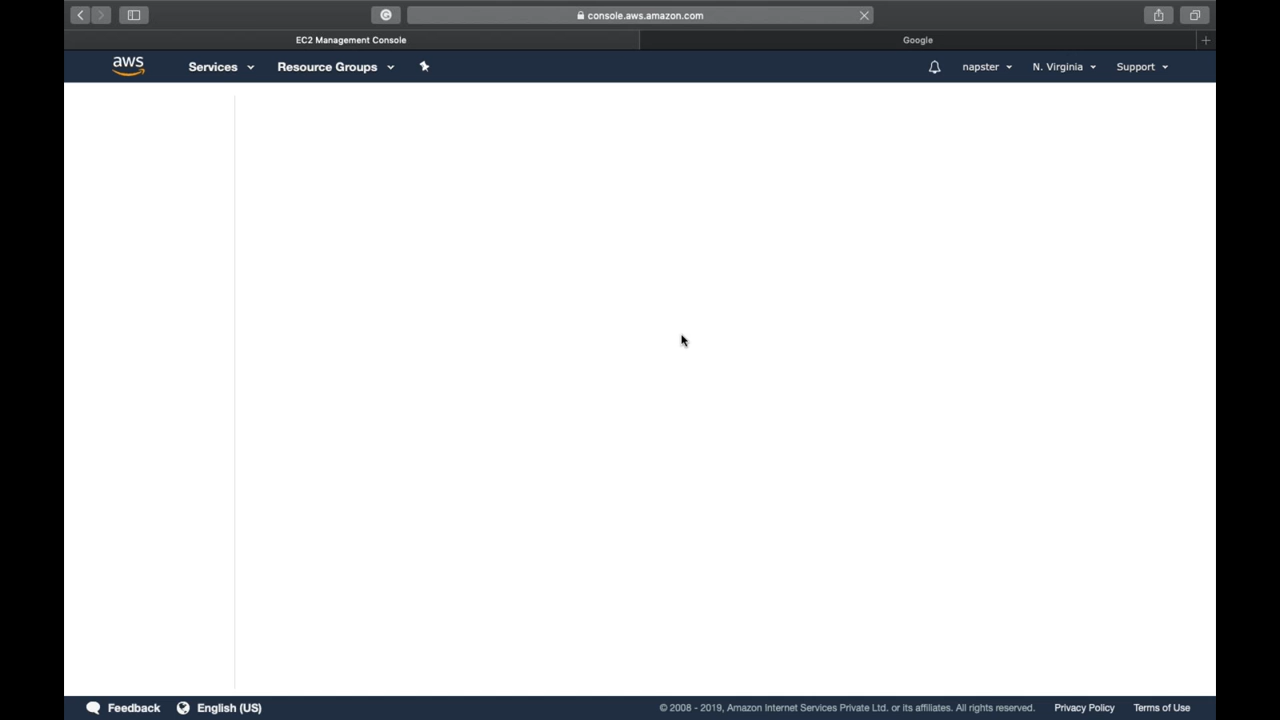 console.aws.amazon.com
EC2 Management Console
Google
aws
Services
Resource Groups
napster
N. Virginia
Support
Feedback
English (US)
© 2008 - 2019, Amazon Internet Services Private Ltd. or its affiliates. All rights reserved.
Privacy Policy
Terms of Use